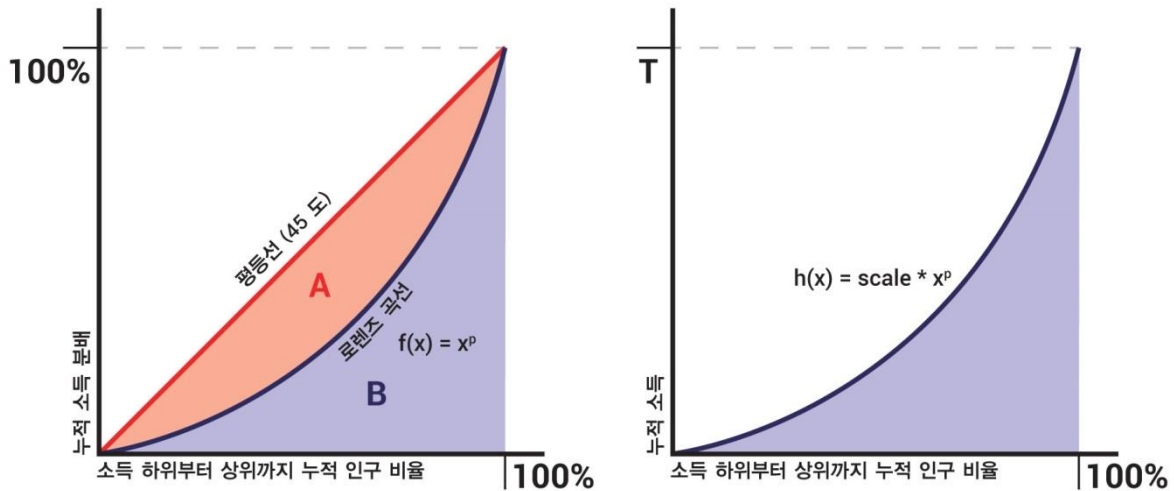 100%
평등선 (45 도)
A
로렌즈 곡선
f(x) = xᵖ
B
누적 소득 분배
소득 하위부터 상위까지 누적 인구 비율
100%
T
h(x) = scale * xᵖ
누적 소득
소득 하위부터 상위까지 누적 인구 비율
100%